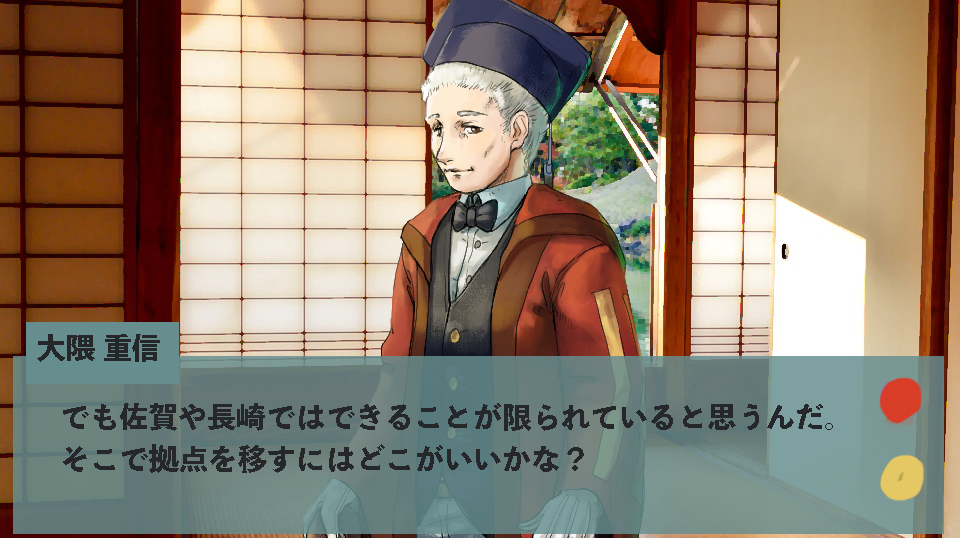 大隈 重信
でも佐賀や長崎ではできることが限られていると思うんだ。
そこで拠点を移すにはどこがいいかな？